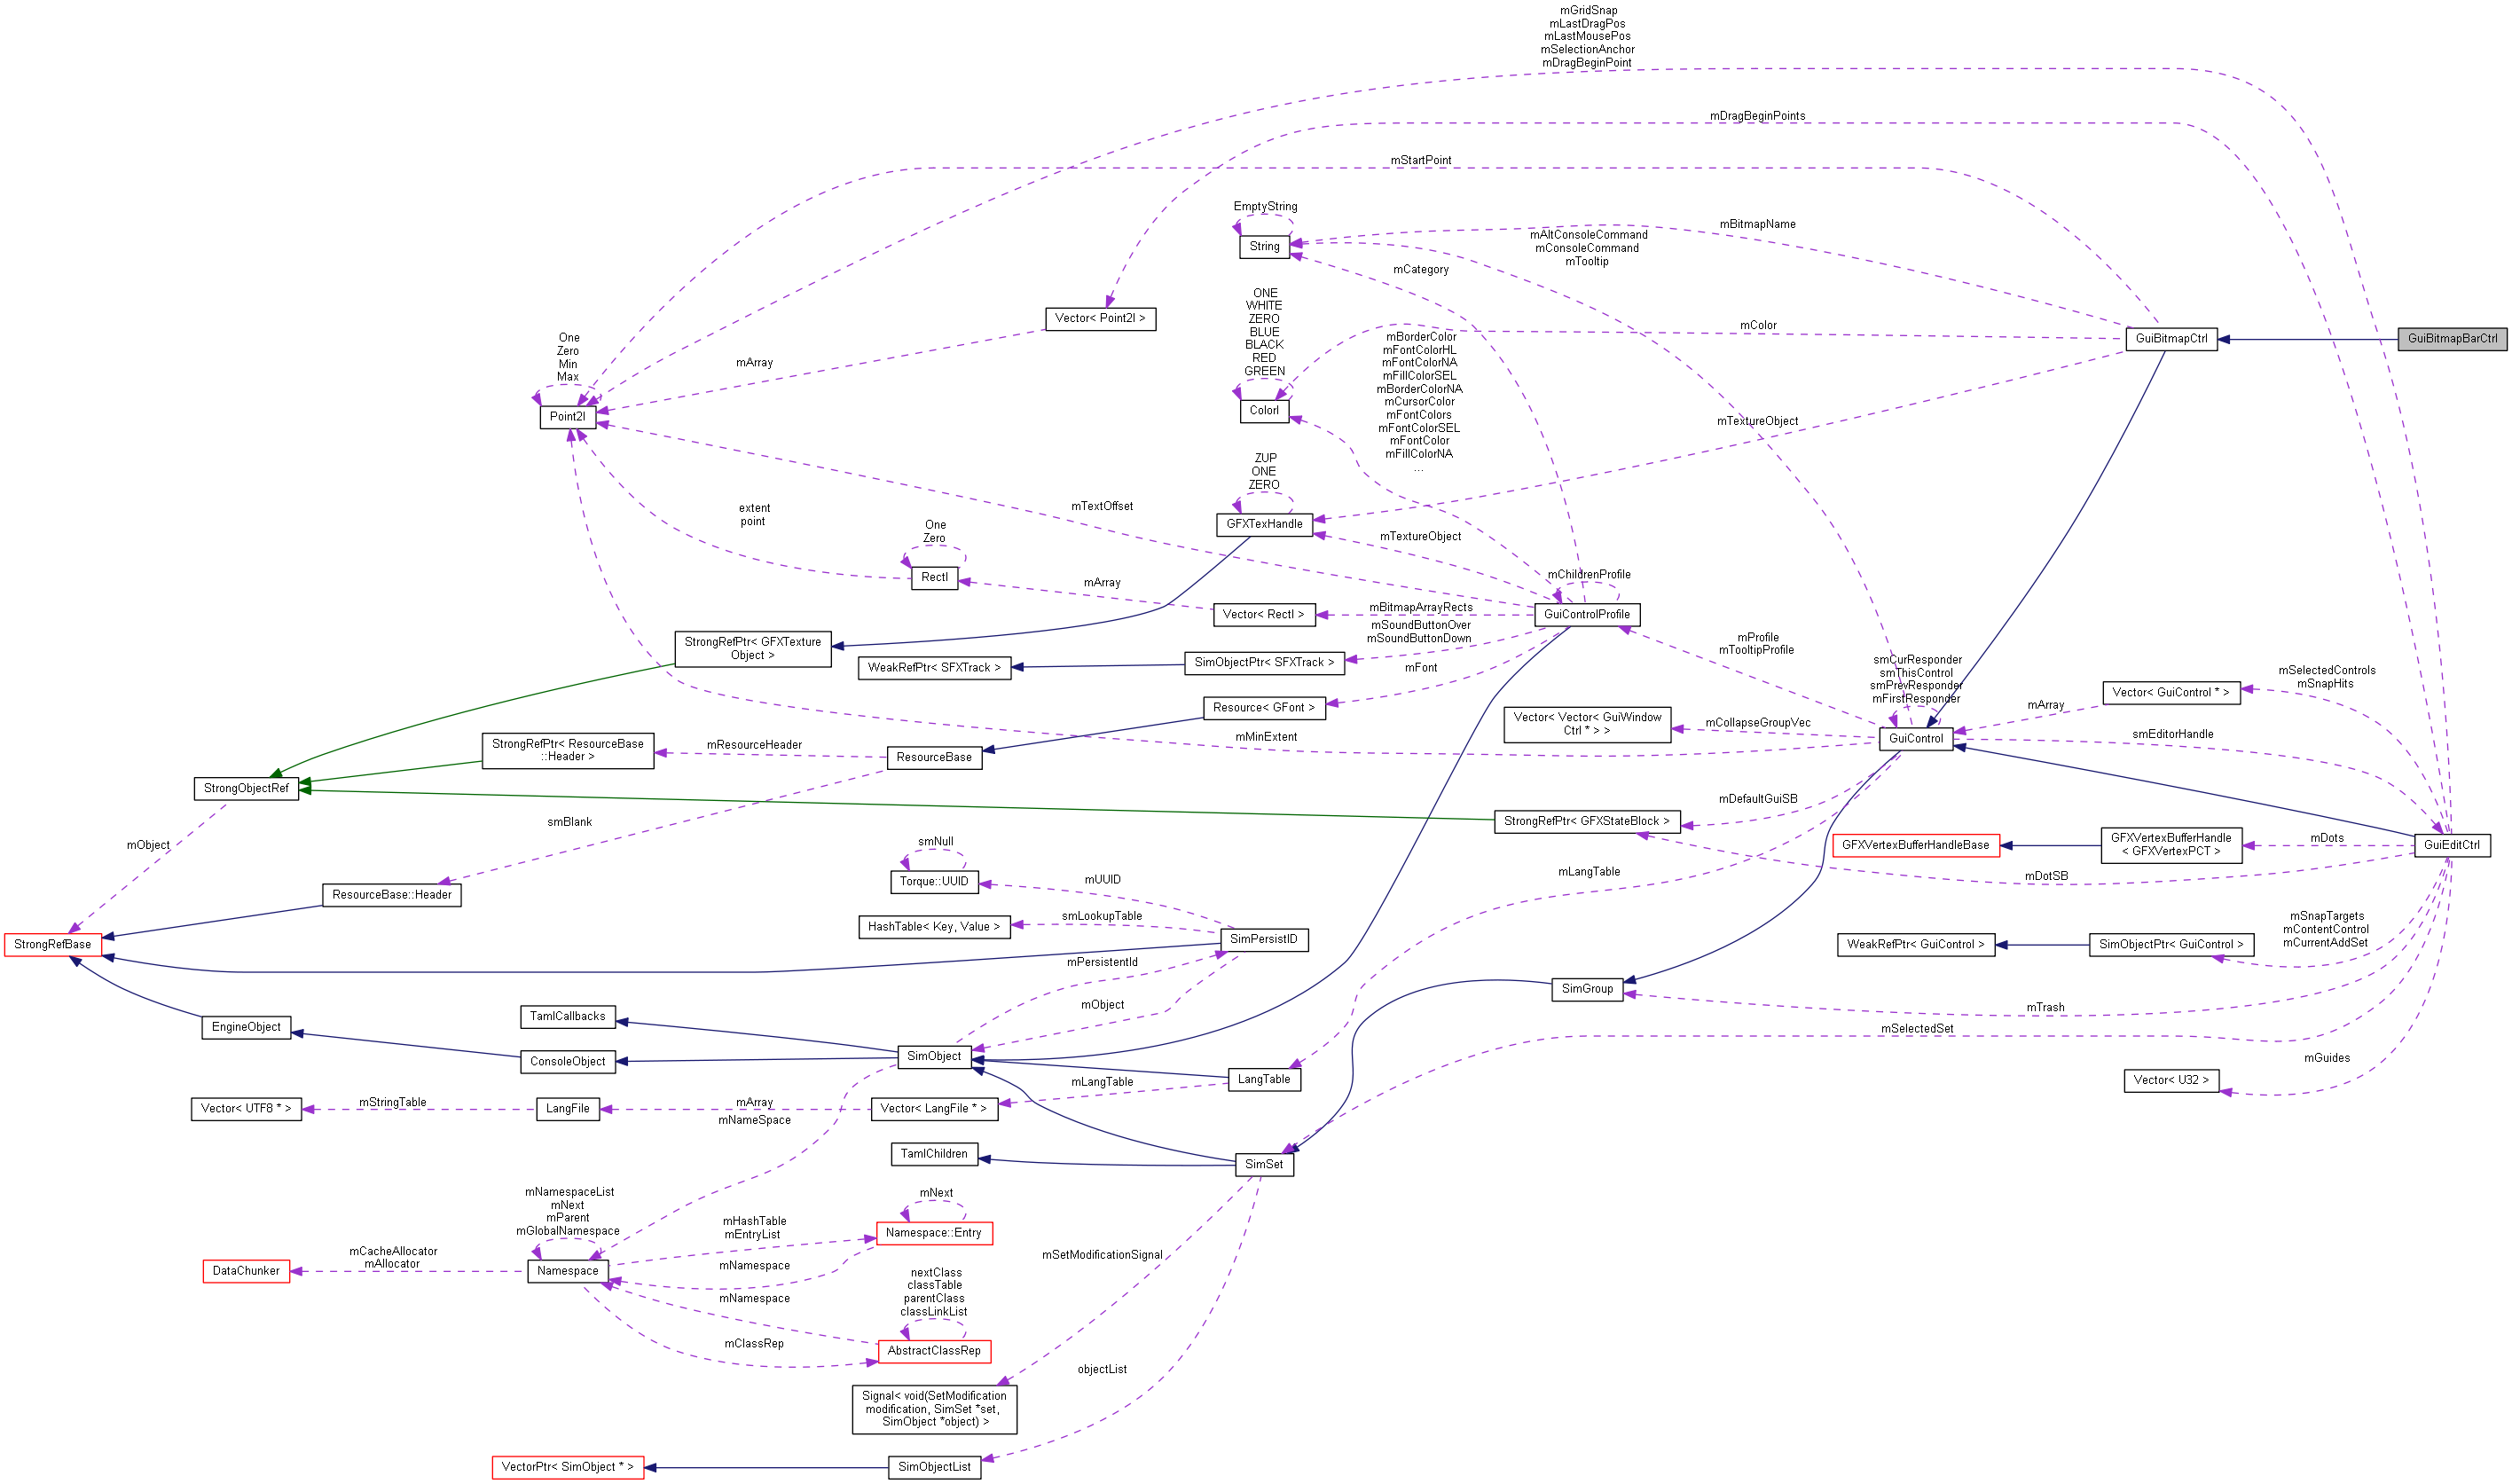 mGridSnap
mLastDragPos
mLastMousePos
mSelectionAnchor
mDragBeginPoint
mDragBeginPoints
mStartPoint
EmptyString
String
mBitmapName
mAltConsoleCommand
mConsoleCommand
mTooltip
mCategory
ONE
WHITE
ZERO
BLUE
BLACK
RED
GREEN
ColorI
Vector< Point2I >
mColor
GuiBitmapCtrl
GuiBitmapBarCtrl
One
Zero
Min
Max
Point2I
mArray
mBorderColor
mFontColorHL
mFontColorNA
mFillColorSEL
mBorderColorNA
mCursorColor
mFontColors
mFontColorSEL
mFontColor
mFillColorNA
...
mTextureObject
ZUP
ONE
ZERO
GFXTexHandle
mTextOffset
extent
point
One
Zero
RectI
mTextureObject
mArray
Vector< RectI >
mChildrenProfile
GuiControlProfile
mBitmapArrayRects
mSoundButtonOver
mSoundButtonDown
mFont
StrongRefPtr< GFXTexture
Object >
WeakRefPtr< SFXTrack >
SimObjectPtr< SFXTrack >
mProfile
mTooltipProfile
smCurResponder
smThisControl
smPrevResponder
mFirstResponder
GuiControl
mSelectedControls
mSnapHits
Vector< GuiControl * >
mArray
smEditorHandle
Resource< GFont >
Vector< Vector< GuiWindow
Ctrl * > >
mCollapseGroupVec
mMinExtent
StrongRefPtr< ResourceBase
::Header >
mResourceHeader
ResourceBase
StrongObjectRef
mDefaultGuiSB
smBlank
StrongRefPtr< GFXStateBlock >
mObject
GFXVertexBufferHandleBase
GFXVertexBufferHandle
< GFXVertexPCT >
mDots
GuiEditCtrl
mDotSB
smNull
Torque::UUID
mUUID
mLangTable
ResourceBase::Header
HashTable< Key, Value >
smLookupTable
SimPersistID
StrongRefBase
mSnapTargets
mContentControl
mCurrentAddSet
WeakRefPtr< GuiControl >
SimObjectPtr< GuiControl >
mPersistentId
mObject
SimGroup
mTrash
TamlCallbacks
EngineObject
mSelectedSet
ConsoleObject
SimObject
mGuides
LangTable
mLangTable
Vector< U32 >
Vector< UTF8 * >
mStringTable
LangFile
mArray
Vector< LangFile * >
mNameSpace
TamlChildren
SimSet
mNamespaceList
mNext
mParent
mGlobalNamespace
Namespace
mNext
Namespace::Entry
mHashTable
mEntryList
mNamespace
mCacheAllocator
mAllocator
DataChunker
mSetModificationSignal
mNamespace
nextClass
classTable
parentClass
classLinkList
AbstractClassRep
mClassRep
objectList
Signal< void(SetModification
modification, SimSet *set,
SimObject *object) >
VectorPtr< SimObject * >
SimObjectList